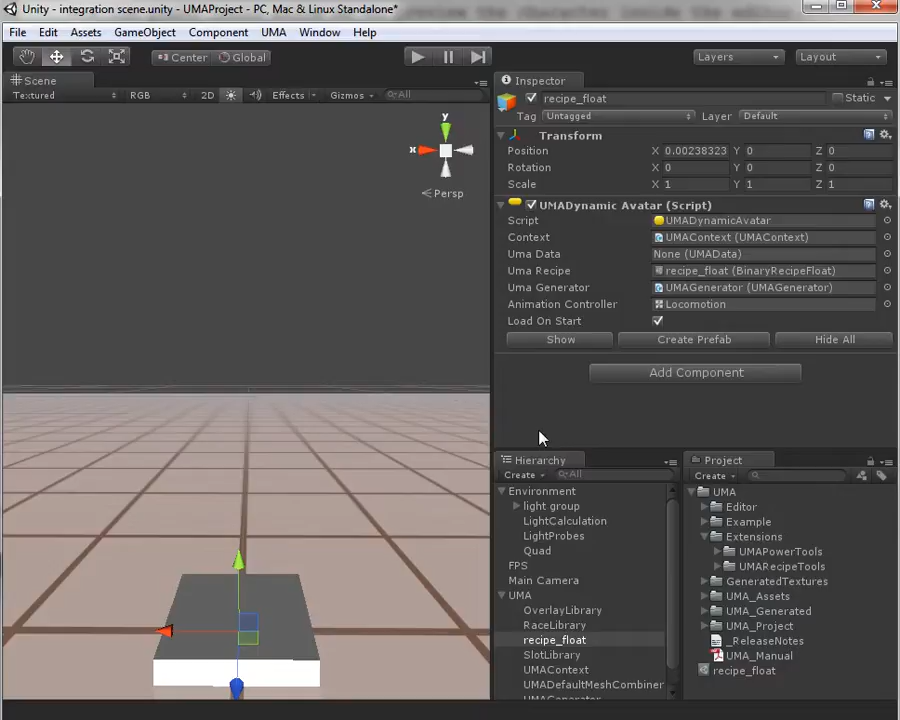 Unity - integration scene.unity - UMAProject - PC, Mac & Linux Standalone*
File Edit Assets GameObject Component UMA Window Help
Center Global Layers Layout
Scene
Textured RGB 2D Effects Gizmos All
y
x
Persp
Inspector
recipe_float Static
Tag Untagged Layer Default
Transform
Position X 0.00238323 Y 0 Z 0
Rotation X 0 Y 0 Z 0
Scale X 1 Y 1 Z 1
UMADynamic Avatar (Script)
Script UMADynamicAvatar
Context UMAContext (UMAContext)
Uma Data None (UMAData)
Uma Recipe recipe_float (BinaryRecipeFloat)
Uma Generator UMAGenerator (UMAGenerator)
Animation Controller Locomotion
Load On Start
Show Create Prefab Hide All
Add Component
Hierarchy
Create All
Environment
light group
LightCalculation
LightProbes
Quad
FPS
Main Camera
UMA
OverlayLibrary
RaceLibrary
recipe_float
SlotLibrary
UMAContext
UMADefaultMeshCombiner
UMAGenerator
Project
Create
UMA
Editor
Example
Extensions
UMAPowerTools
UMARecipeTools
GeneratedTextures
UMA_Assets
UMA_Generated
UMA_Project
_ReleaseNotes
UMA_Manual
recipe_float